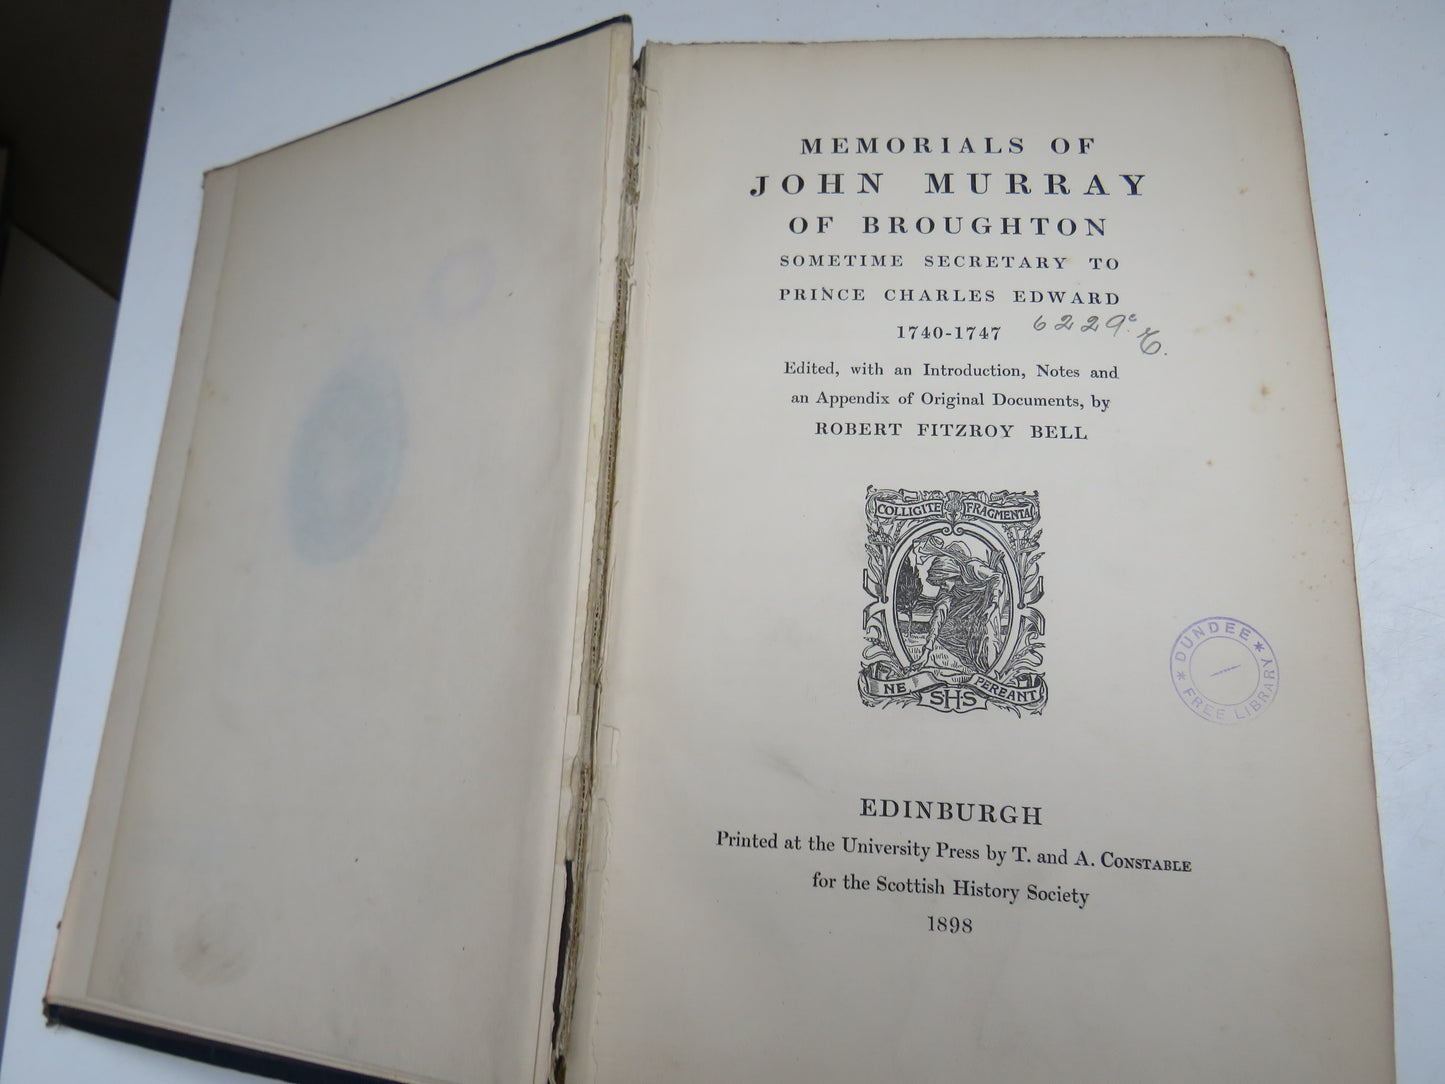 MEMORIALS OF
JOHN MURRAY
OF BROUGHTON
SOMETIME SECRETARY TO
PRINCE CHARLES EDWARD
1740-1747
6229.c
Edited, with an Introduction, Notes and
an Appendix of Original Documents, by
ROBERT FITZROY BELL
COLLIGITE FRAGMENTA
NE PEREANT
SHS
DUNDEE * FREE LIBRARY *
EDINBURGH
Printed at the University Press by T. and A. CONSTABLE
for the Scottish History Society
1898